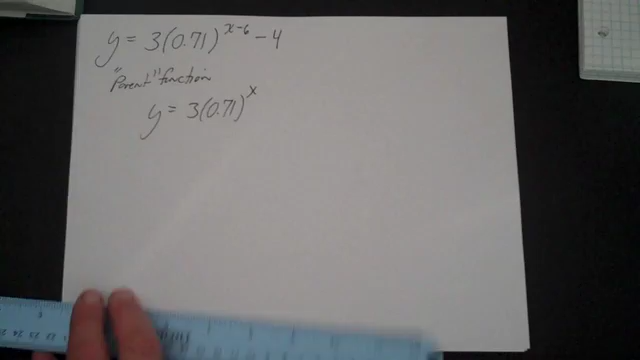 y = 3(0.71)^(x-6) - 4
"Parent" function
y = 3(0.71)^x